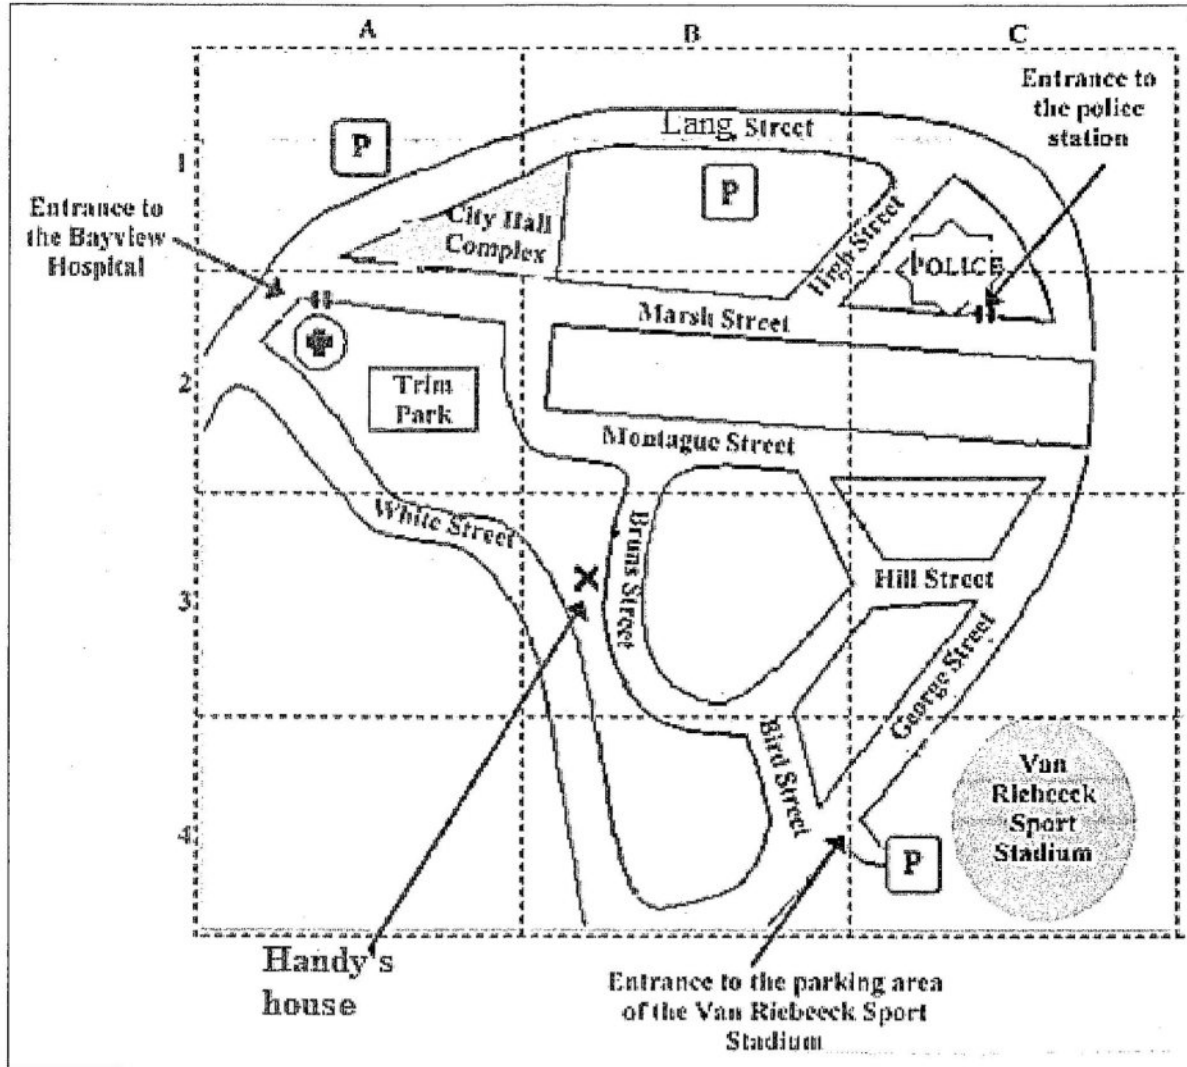 A
B
C
Entrance to
the police
station
Lang Street
P
1
P
Entrance to
the Bayview
Hospital
City Hall
Complex
High Street
POLICE
Marsh Street
2
Trim
Park
Montague Street
White Street
Bruns Street
3
Hill Street
George Street
Bird Street
Van
Riebeeck
Sport
Stadium
4
P
Handy's
house
Entrance to the parking area
of the Van Riebeeck Sport
Stadium